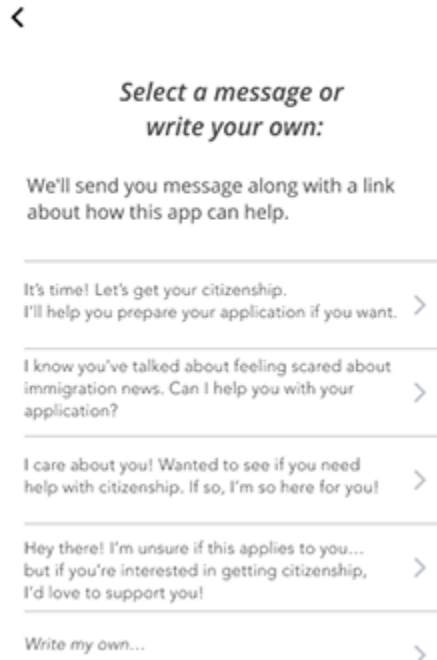 Select a message or
write your own:
We'll send you message along with a link
about how this app can help.
It's time! Let's get your citizenship.
I'll help you prepare your application if you want.
I know you've talked about feeling scared about
immigration news. Can I help you with your
application?
I care about you! Wanted to see if you need
help with citizenship. If so, I'm so here for you!
Hey there! I'm unsure if this applies to you...
but if you're interested in getting citizenship,
I'd love to support you!
Write my own...